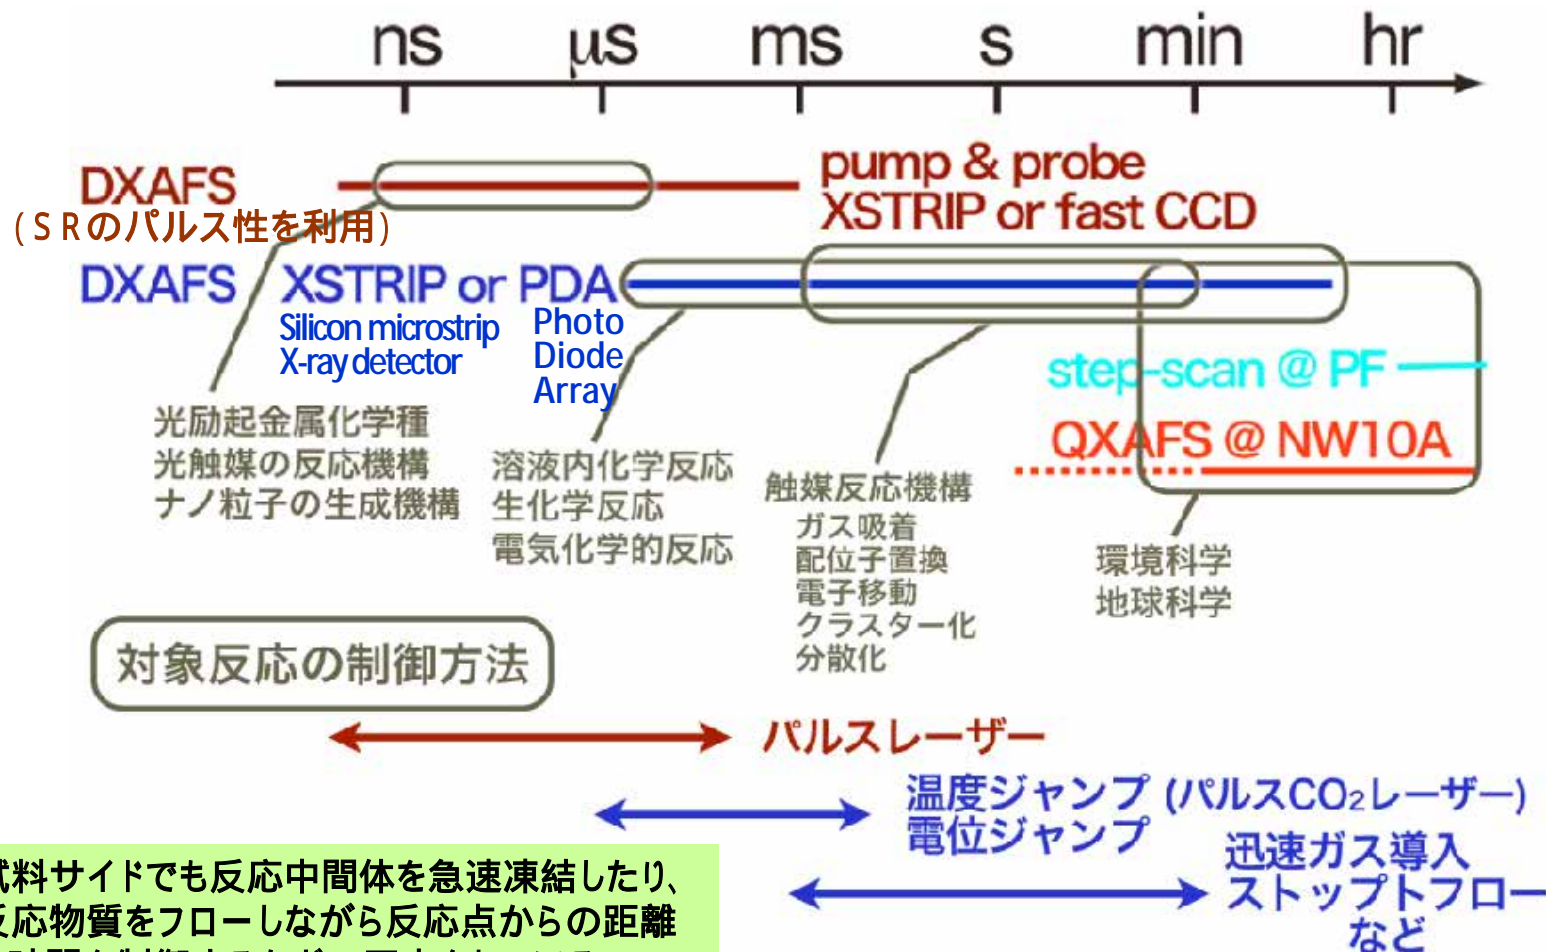 ns μs ms s min hr
DXAFS
(ＳＲのパルス性を利用)
pump & probe
XSTRIP or fast CCD
DXAFS XSTRIP or PDA
Silicon microstrip
X-ray detector
Photo
Diode
Array
step-scan @ PF
QXAFS @ NW10A
光励起金属化学種
光触媒の反応機構
ナノ粒子の生成機構
溶液内化学反応
生化学反応
電気化学的反応
触媒反応機構
ガス吸着
配位子置換
電子移動
クラスター化
分散化
環境科学
地球科学
対象反応の制御方法
パルスレーザー
温度ジャンプ (パルスCO₂レーザー)
電位ジャンプ
迅速ガス導入
ストップトフロー
など
試料サイドでも反応中間体を急速凍結したり、
反応物質をフローしながら反応点からの距離